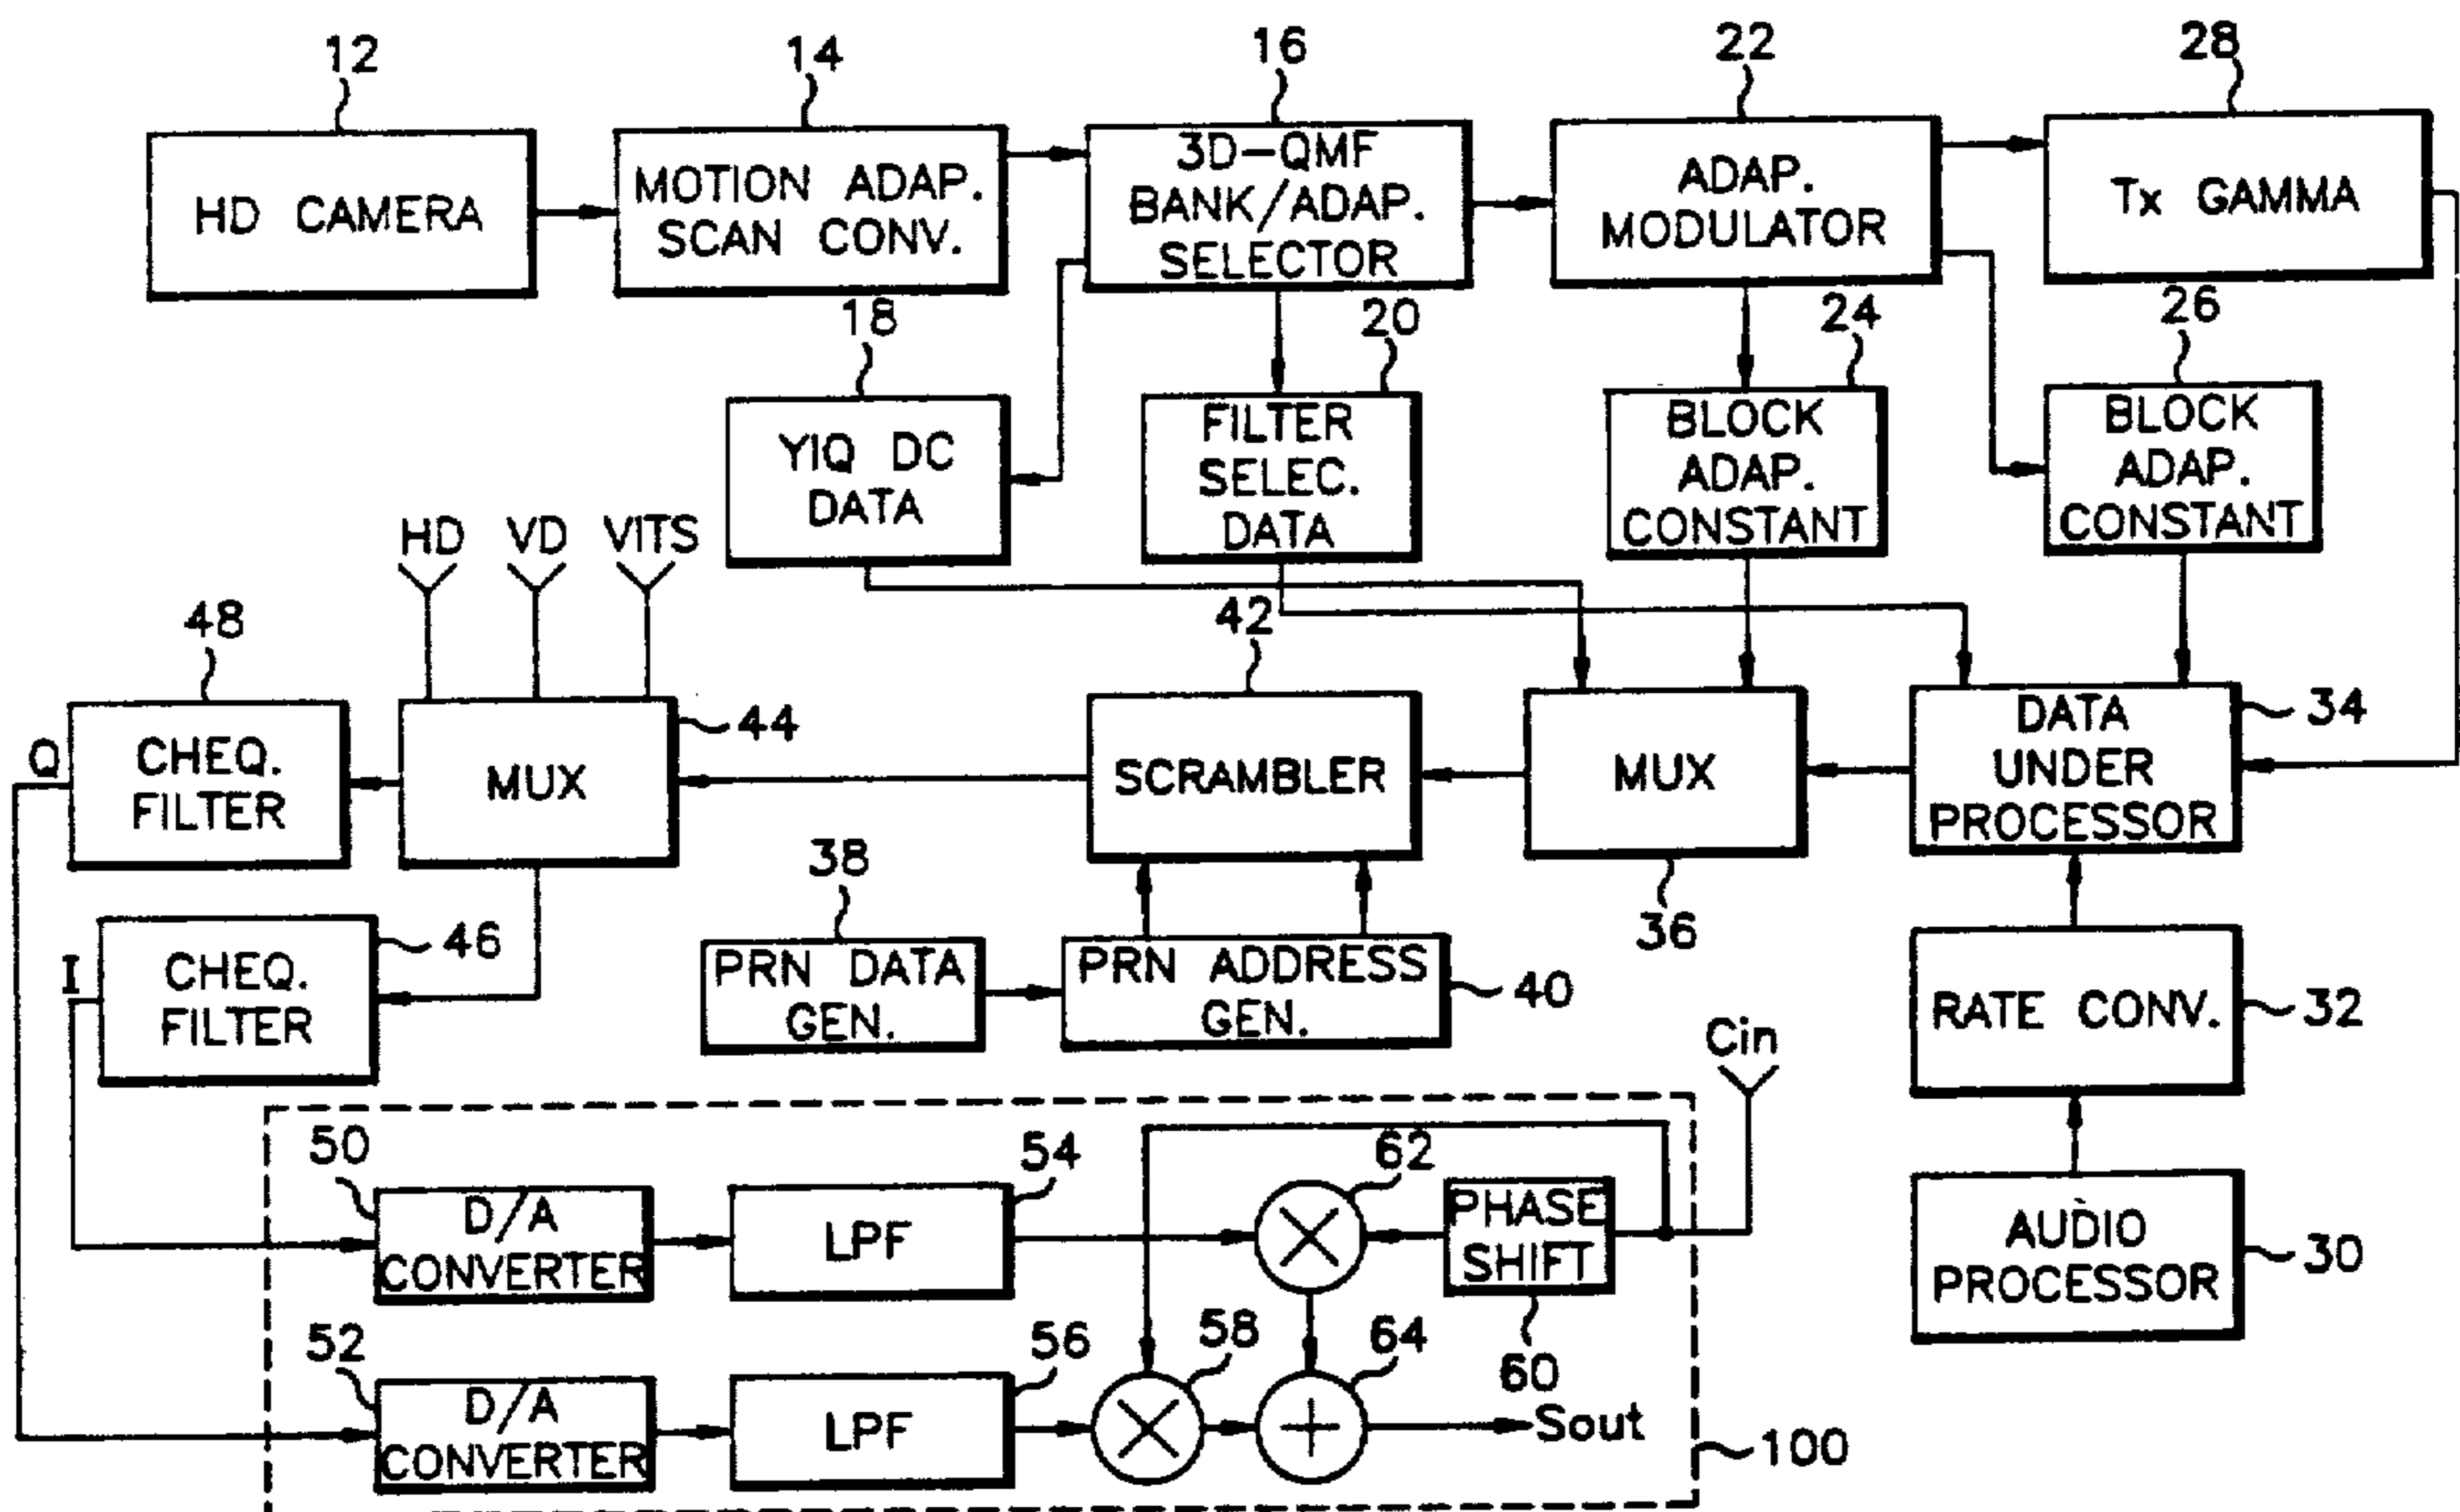 12
14
16
22
28
HD CAMERA
MOTION ADAP.
SCAN CONV.
3D-QMF
BANK/ADAP.
SELECTOR
ADAP.
MODULATOR
Tx GAMMA
18
20
24
26
YIQ DC
DATA
FILTER
SELEC.
DATA
BLOCK
ADAP.
CONSTANT
BLOCK
ADAP.
CONSTANT
HD
VD
VITS
48
42
Q
CHEQ.
FILTER
MUX
44
SCRAMBLER
MUX
DATA
UNDER
PROCESSOR
34
38
36
I
CHEQ.
FILTER
46
PRN DATA
GEN.
PRN ADDRESS
GEN.
40
Cin
RATE CONV.
32
50
54
62
D/A
CONVERTER
LPF
PHASE
SHIFT
AUDIO
PROCESSOR
30
52
56
58
64
60
D/A
CONVERTER
LPF
Sout
100